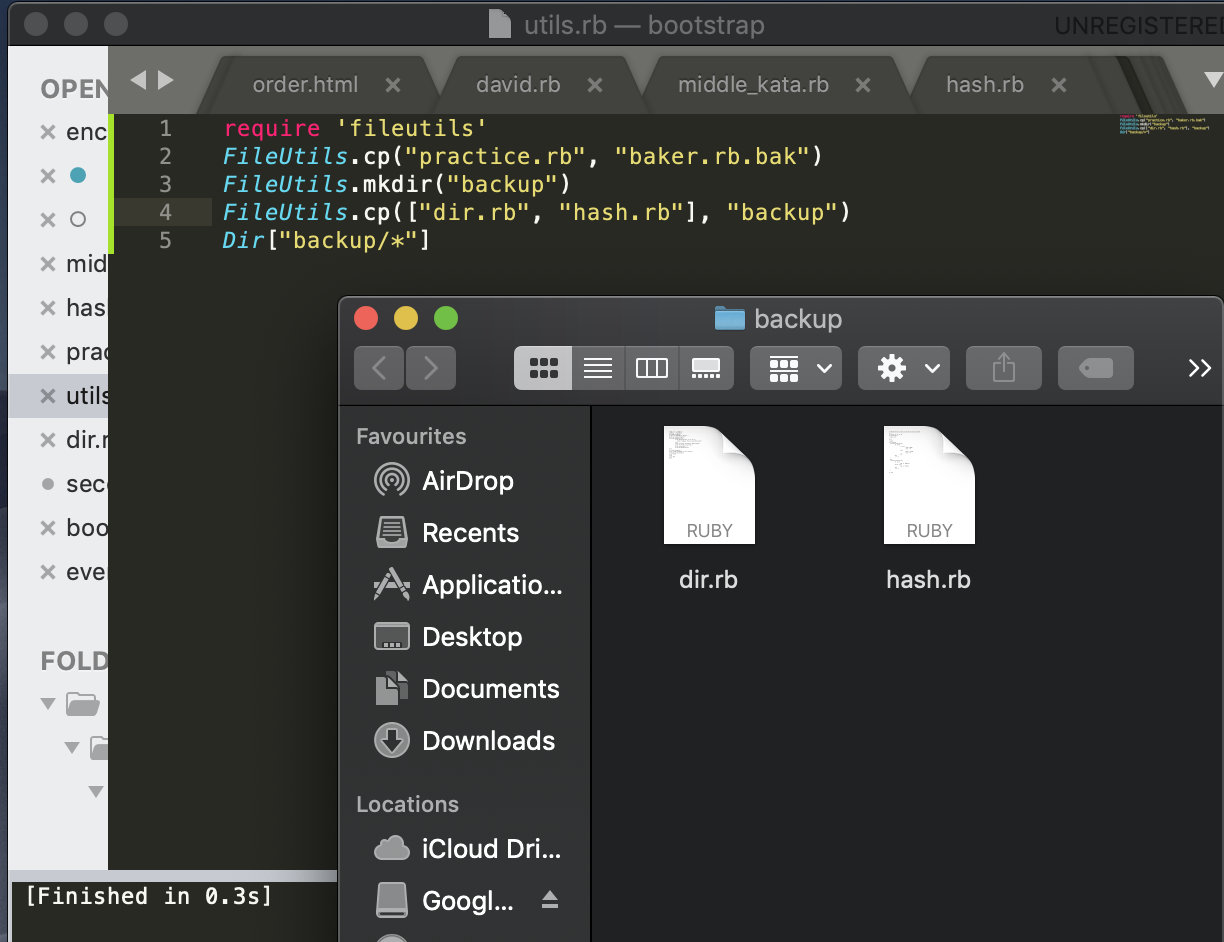 utils.rb — bootstrap
UNREGISTERED
OPEN
order.html
david.rb
middle_kata.rb
hash.rb
enc
mid
has
prac
utils
dir.r
seco
boo
ever
FOLD
1 require 'fileutils'
2 FileUtils.cp("practice.rb", "baker.rb.bak")
3 FileUtils.mkdir("backup")
4 FileUtils.cp(["dir.rb", "hash.rb"], "backup")
5 Dir["backup/*"]
backup
Favourites
AirDrop
Recents
Applicatio...
Desktop
Documents
Downloads
Locations
iCloud Dri...
Googl...
RUBY
dir.rb
RUBY
hash.rb
[Finished in 0.3s]